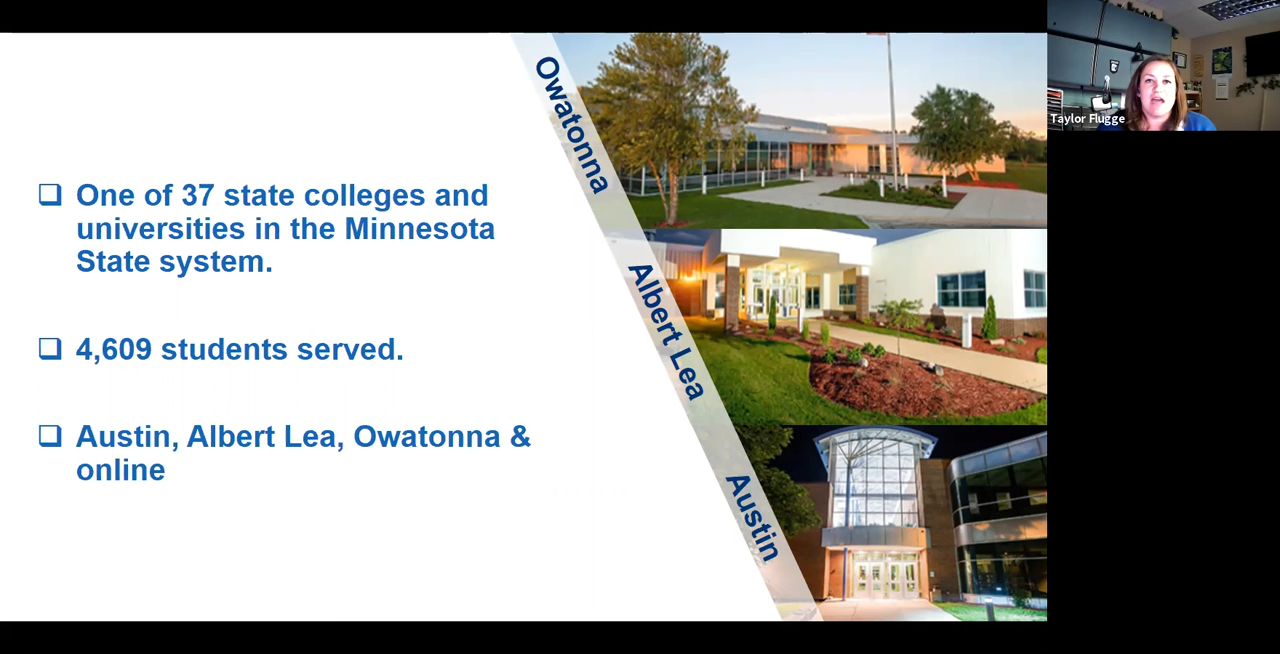 ❑ One of 37 state colleges and
universities in the Minnesota
State system.
❑ 4,609 students served.
❑ Austin, Albert Lea, Owatonna &
online
Owatonna
Albert Lea
Austin
Taylor Flugge